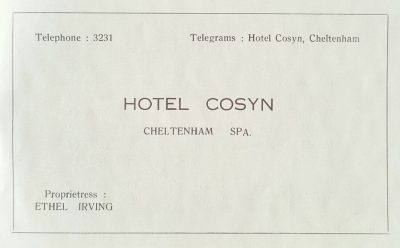 Telephone : 3231
Telegrams : Hotel Cosyn, Cheltenham
HOTEL COSYN
CHELTENHAM SPA.
Proprietress :
ETHEL IRVING